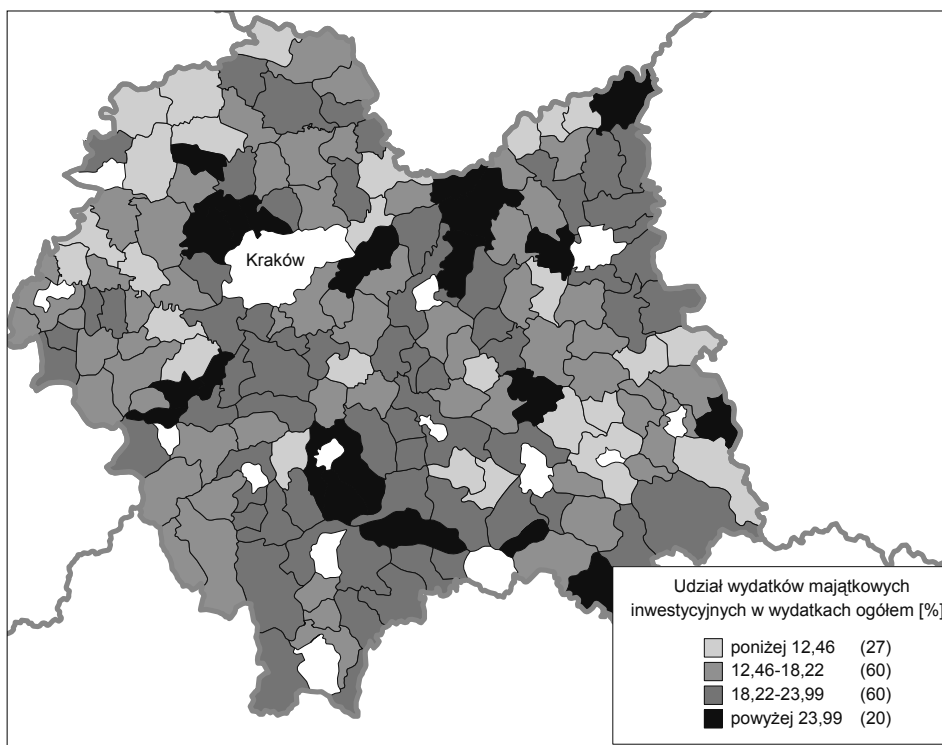 Kraków
Udział wydatków majątkowych
inwestycyjnych w wydatkach ogółem [%]
poniżej 12,46 (27)
12,46-18,22 (60)
18,22-23,99 (60)
powyżej 23,99 (20)